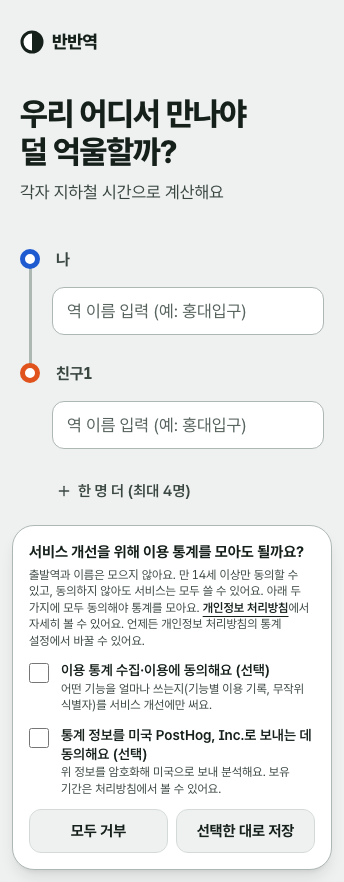 반반역
우리 어디서 만나야
덜 억울할까?
각자 지하철 시간으로 계산해요
나
역 이름 입력 (예: 홍대입구)
친구1
역 이름 입력 (예: 홍대입구)
+ 한 명 더 (최대 4명)
서비스 개선을 위해 이용 통계를 모아도 될까요?
출발역과 이름은 모으지 않아요. 만 14세 이상만 동의할 수
있고, 동의하지 않아도 서비스는 모두 쓸 수 있어요. 아래 두
가지에 모두 동의해야 통계를 모아요. 개인정보 처리방침에서
자세히 볼 수 있어요. 언제든 개인정보 처리방침의 통계
설정에서 바꿀 수 있어요.
이용 통계 수집·이용에 동의해요 (선택)
어떤 기능을 얼마나 쓰는지(기능별 이용 기록, 무작위
식별자)를 서비스 개선에만 써요.
통계 정보를 미국 PostHog, Inc.로 보내는 데
동의해요 (선택)
위 정보를 암호화해 미국으로 보내 분석해요. 보유
기간은 처리방침에서 볼 수 있어요.
모두 거부
선택한 대로 저장